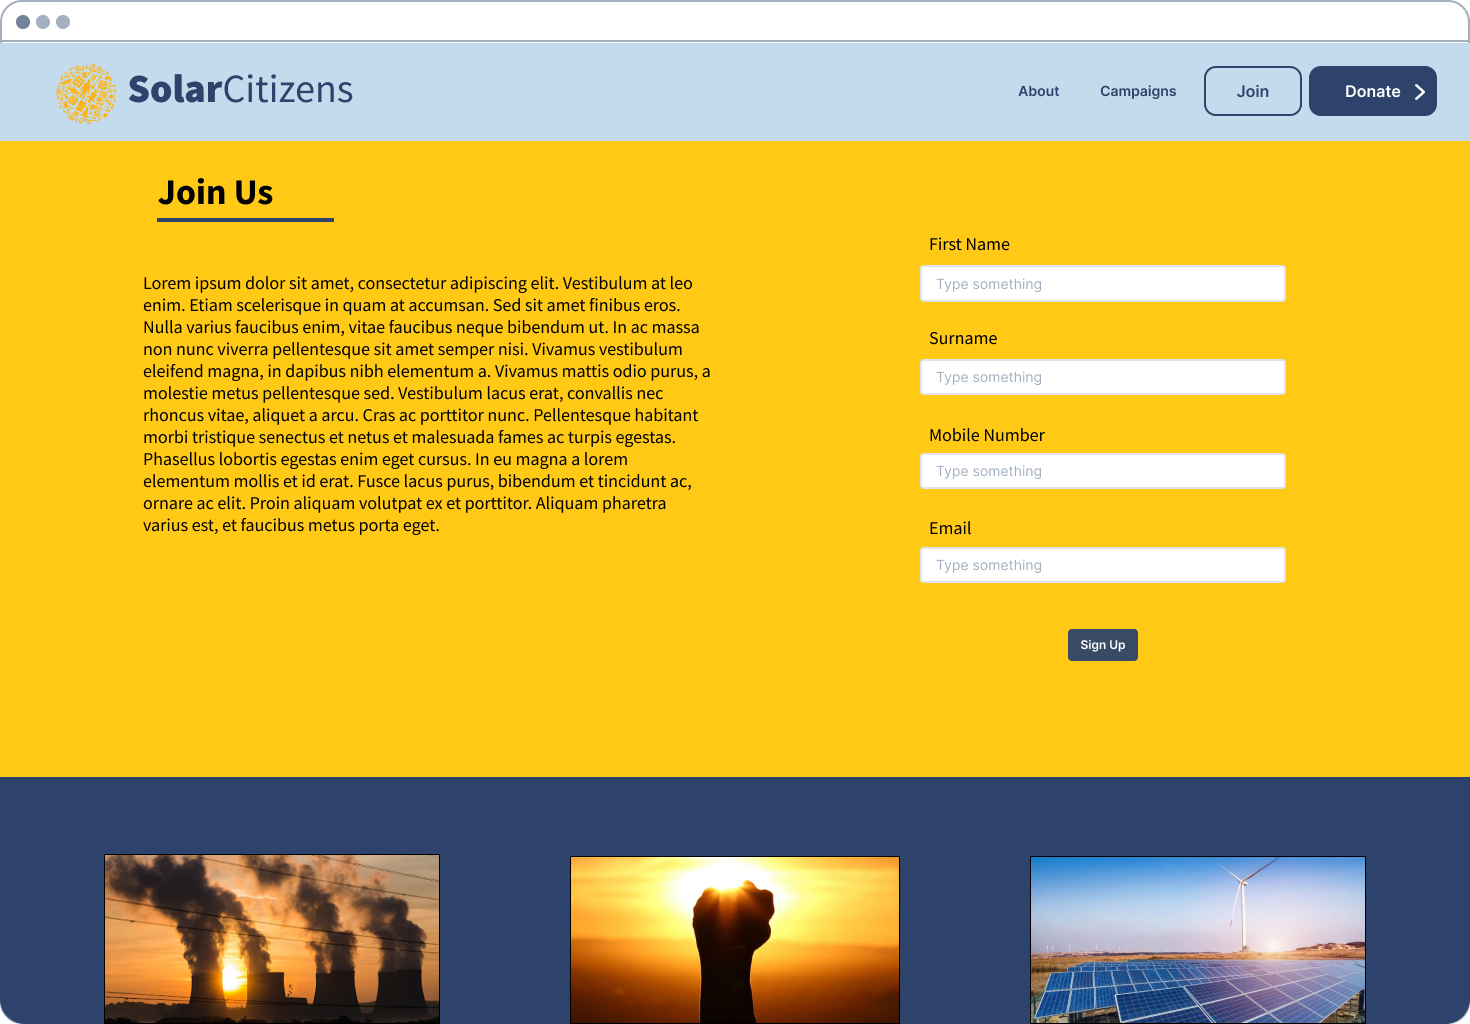 SolarCitizens
About
Campaigns
Join
Donate
Join Us
Lorem ipsum dolor sit amet, consectetur adipiscing elit. Vestibulum at leo
enim. Etiam scelerisque in quam at accumsan. Sed sit amet finibus eros.
Nulla varius faucibus enim, vitae faucibus neque bibendum ut. In ac massa
non nunc viverra pellentesque sit amet semper nisi. Vivamus vestibulum
eleifend magna, in dapibus nibh elementum a. Vivamus mattis odio purus, a
molestie metus pellentesque sed. Vestibulum lacus erat, convallis nec
rhoncus vitae, aliquet a arcu. Cras ac porttitor nunc. Pellentesque habitant
morbi tristique senectus et netus et malesuada fames ac turpis egestas.
Phasellus lobortis egestas enim eget cursus. In eu magna a lorem
elementum mollis et id erat. Fusce lacus purus, bibendum et tincidunt ac,
ornare ac elit. Proin aliquam volutpat ex et porttitor. Aliquam pharetra
varius est, et faucibus metus porta eget.
First Name
Type something
Surname
Type something
Mobile Number
Type something
Email
Type something
Sign Up